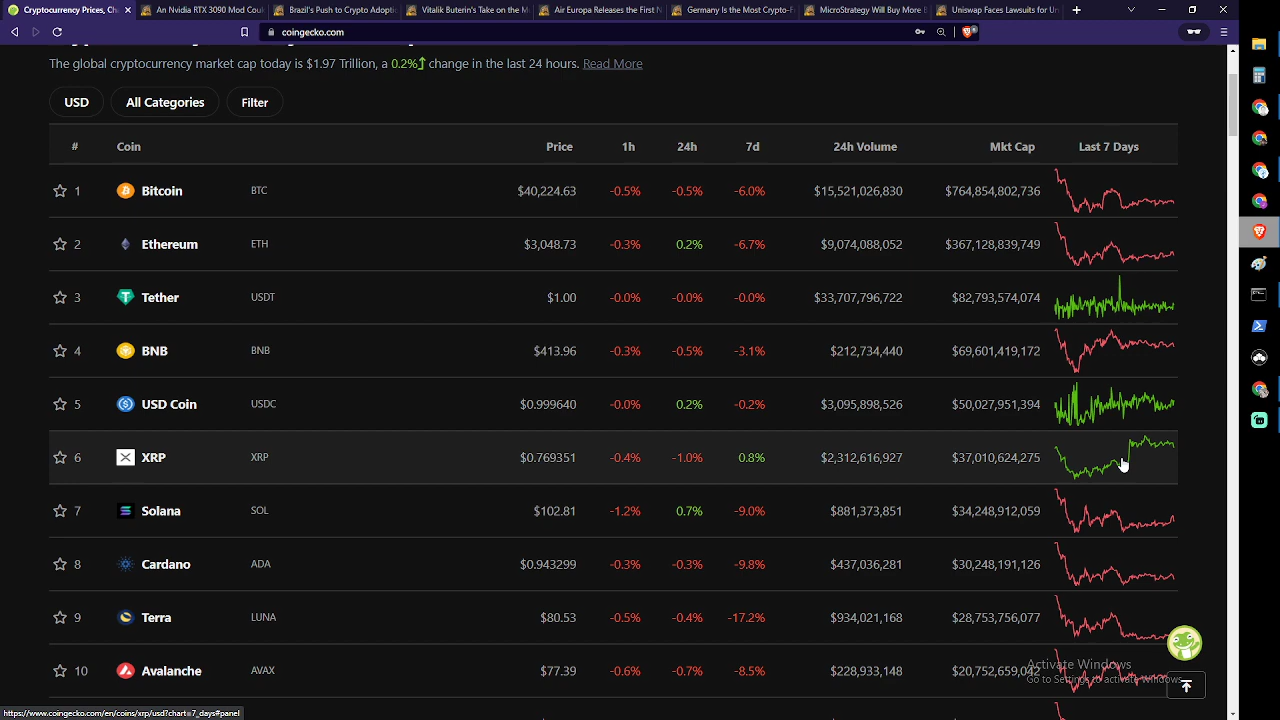 Cryptocurrency Prices, Ch
An Nvidia RTX 3090 Mod Coul
Brazil's Push to Crypto Adoptio
Vitalik Buterin's Take on the M
Air Europa Releases the First N
Germany Is the Most Crypto-F
MicroStrategy Will Buy More B
Uniswap Faces Lawsuits for Un
coingecko.com
The global cryptocurrency market cap today is $1.97 Trillion, a 0.2% change in the last 24 hours. Read More
USD All Categories Filter
# Coin Price 1h 24h 7d 24h Volume Mkt Cap Last 7 Days
1 Bitcoin BTC $40,224.63 -0.5% -0.5% -6.0% $15,521,026,830 $764,854,802,736
2 Ethereum ETH $3,048.73 -0.3% 0.2% -6.7% $9,074,088,052 $367,128,839,749
3 Tether USDT $1.00 -0.0% -0.0% -0.0% $33,707,796,722 $82,793,574,074
4 BNB BNB $413.96 -0.3% -0.5% -3.1% $212,734,440 $69,601,419,172
5 USD Coin USDC $0.999640 -0.0% 0.2% -0.2% $3,095,898,526 $50,027,951,394
6 XRP XRP $0.769351 -0.4% -1.0% 0.8% $2,312,616,927 $37,010,624,275
7 Solana SOL $102.81 -1.2% 0.7% -9.0% $881,373,851 $34,248,912,059
8 Cardano ADA $0.943299 -0.3% -0.3% -9.8% $437,036,281 $30,248,191,126
9 Terra LUNA $80.53 -0.5% -0.4% -17.2% $934,021,168 $28,753,756,077
10 Avalanche AVAX $77.39 -0.6% -0.7% -8.5% $228,933,148 $20,752,659,042
Activate Windows
Go to Settings to activate Windows.
https://www.coingecko.com/en/coins/xrp/usd?chart=7_days#panel